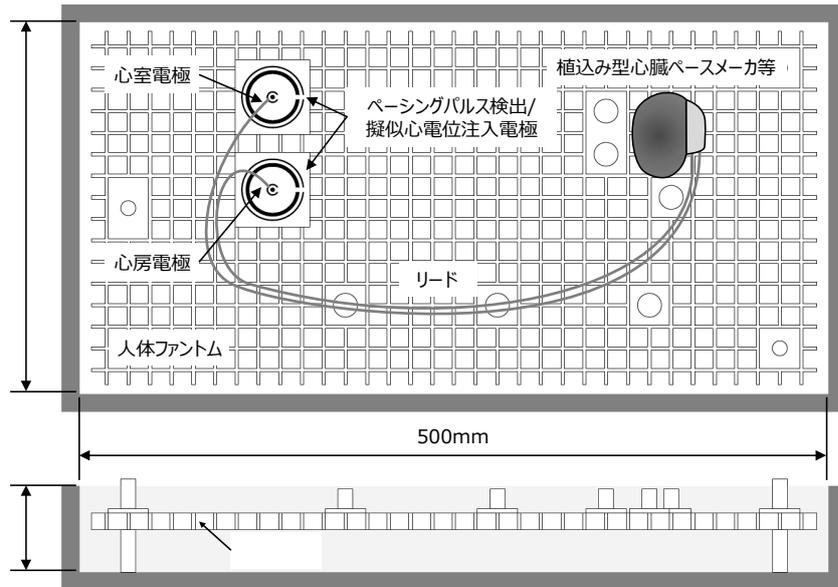 心室電極
植込み型心臓ペースメーカ等
ペーシングパルス検出/
擬似心電位注入電極
心房電極
リード
人体ファントム
500mm